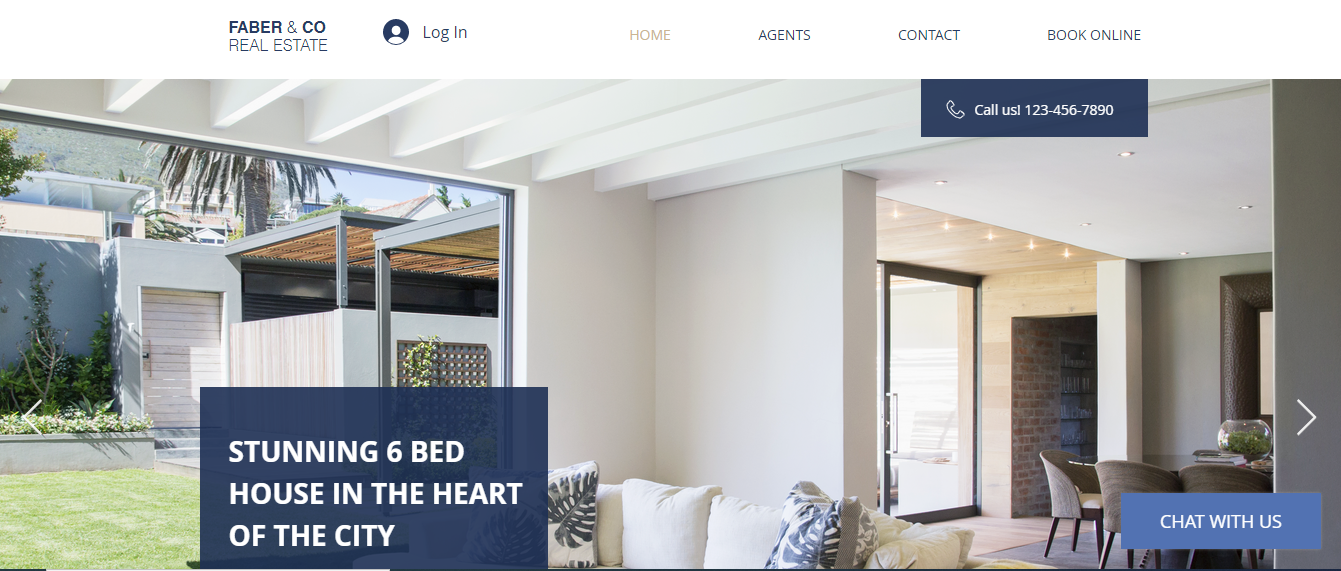 FABER & CO
REAL ESTATE
Log In
HOME
AGENTS
CONTACT
BOOK ONLINE
Call us! 123-456-7890
STUNNING 6 BED
HOUSE IN THE HEART
OF THE CITY
CHAT WITH US